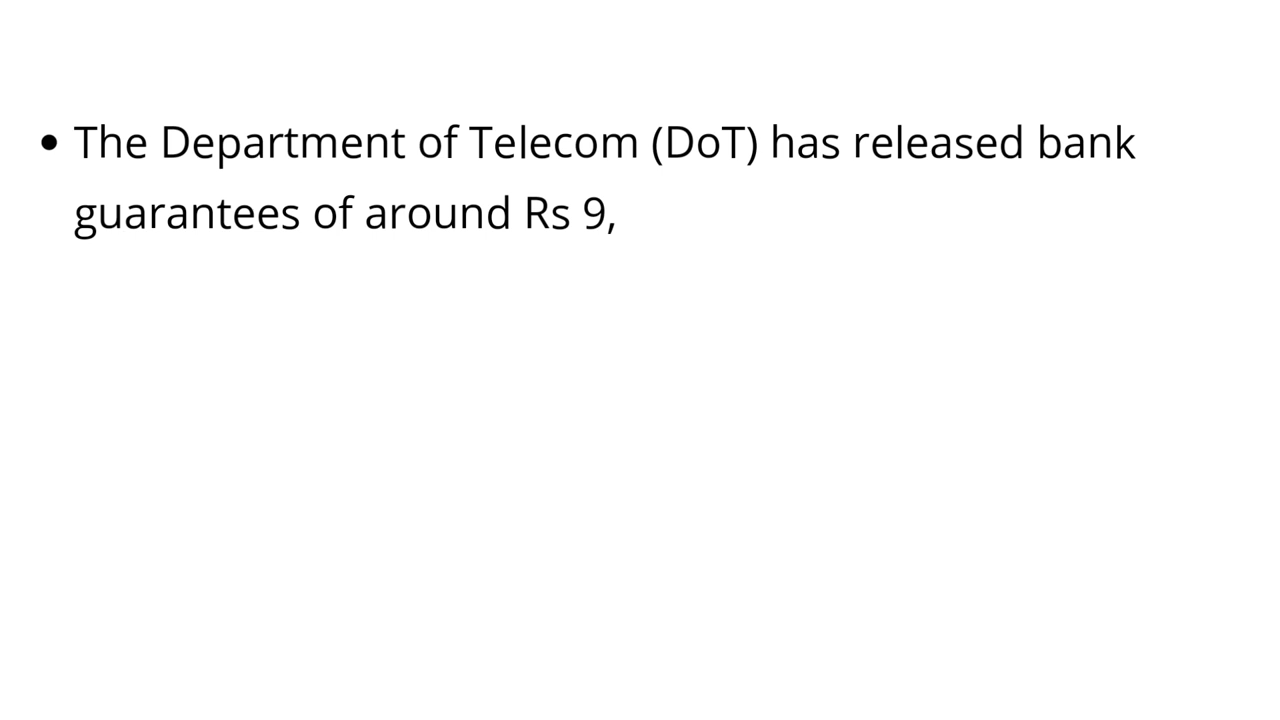 • The Department of Telecom (DoT) has released bank
guarantees of around Rs 9,